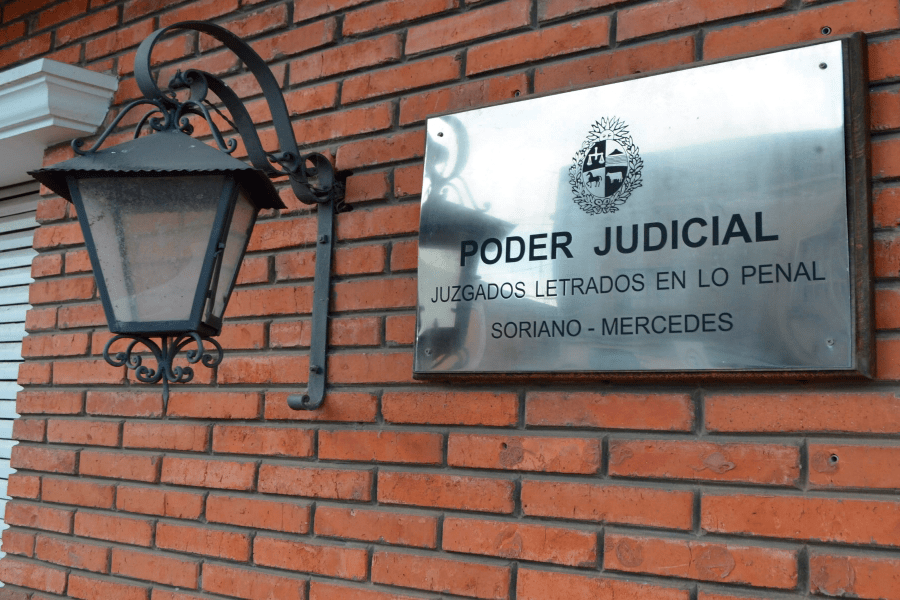 PODER JUDICIAL
JUZGADOS LETRADOS EN LO PENAL
SORIANO - MERCEDES